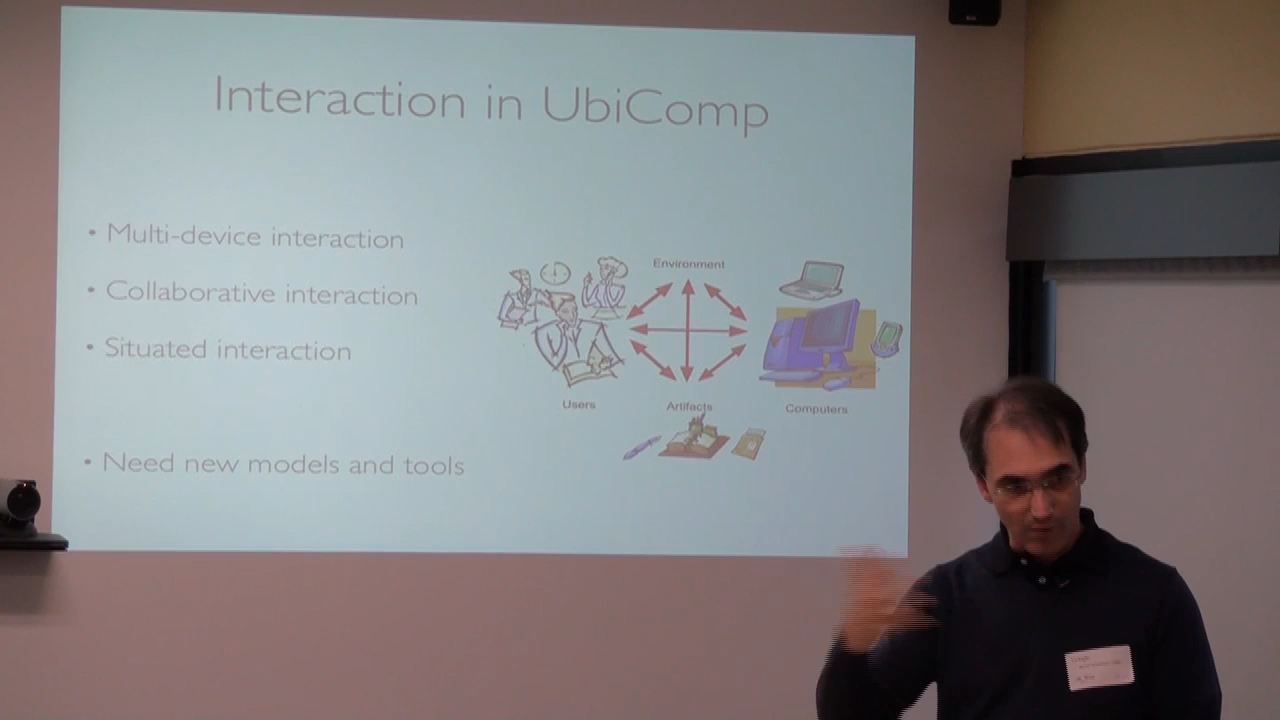 Interaction in UbiComp
• Multi-device interaction
• Collaborative interaction
• Situated interaction
• Need new models and tools
Environment
Users
Artifacts
Computers